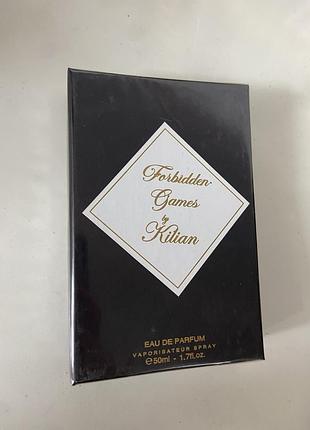 Forbidden
Games
by
Kilian
EAU DE PARFUM
VAPORISATEUR SPRAY
℮50ml - 1.7fl.oz.